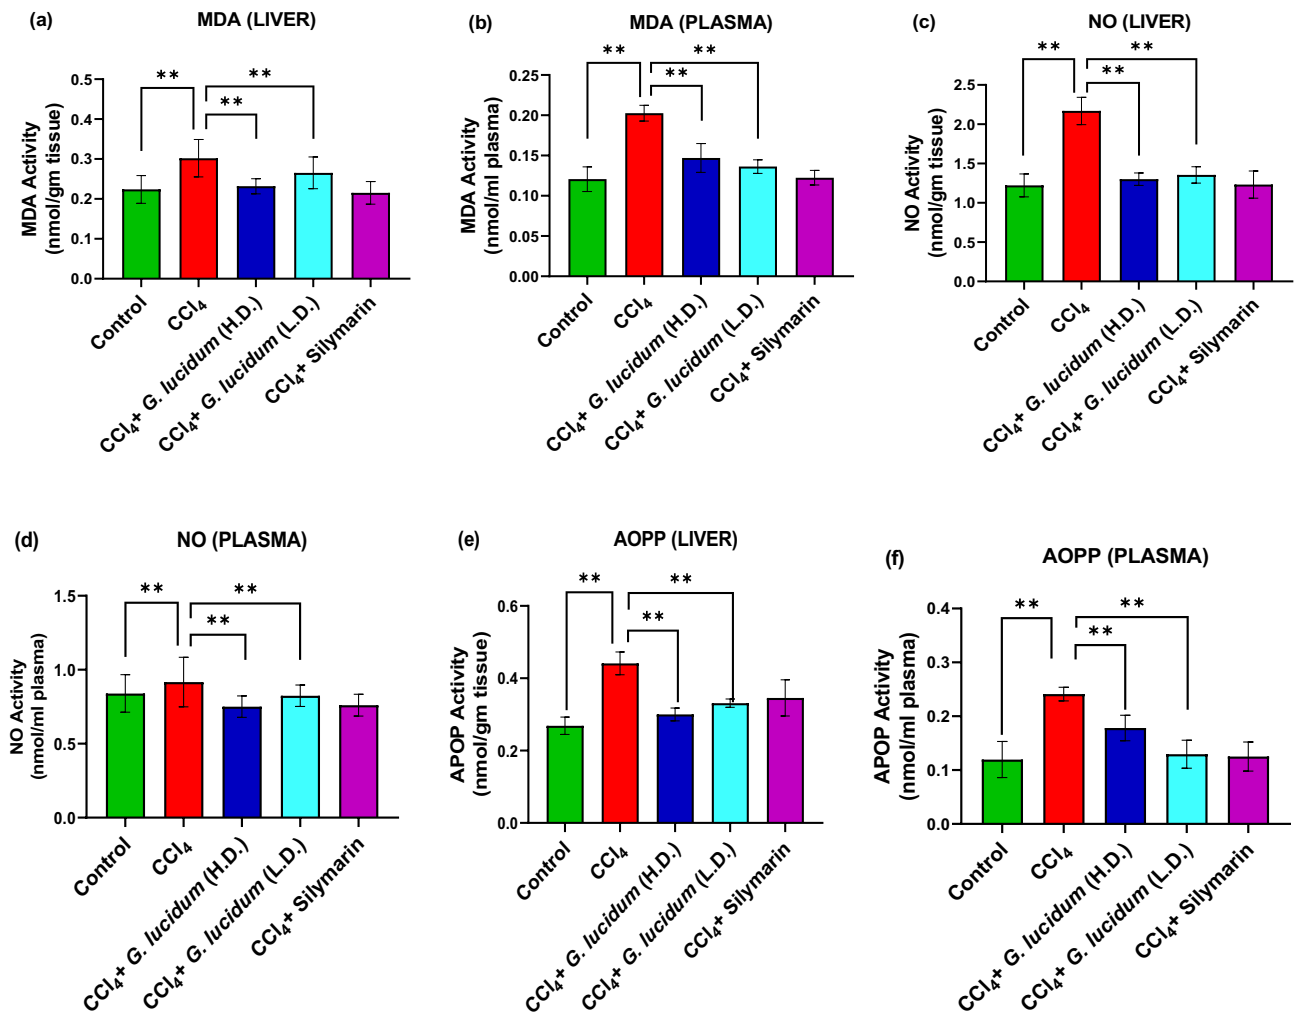 (a)
MDA (LIVER)
MDA Activity
(nmol/gm tissue)
0.5
0.4
0.3
0.2
0.1
0.0
**
**
**
Control
CCl₄
CCl₄+ G. lucidum (H.D.)
CCl₄+ G. lucidum (L.D.)
CCl₄+ Silymarin
(b)
MDA (PLASMA)
MDA Activity
(nmol/ml plasma)
0.25
0.20
0.15
0.10
0.05
0.00
**
**
**
Control
CCl₄
CCl₄+ G. lucidum (H.D.)
CCl₄+ G. lucidum (L.D.)
CCl₄+ Silymarin
(c)
NO (LIVER)
NO Activity
(nmol/gm tissue)
2.5
2.0
1.5
1.0
0.5
0.0
**
**
**
Control
CCl₄
CCl₄+ G. lucidum (H.D.)
CCl₄+ G. lucidum (L.D.)
CCl₄+ Silymarin
(d)
NO (PLASMA)
NO Activity
(nmol/ml plasma)
1.5
1.0
0.5
0.0
**
**
**
Control
CCl₄
CCl₄+ G. lucidum (H.D.)
CCl₄+ G. lucidum (L.D.)
CCl₄+ Silymarin
(e)
AOPP (LIVER)
APOP Activity
(nmol/gm tissue)
0.6
0.4
0.2
0.0
**
**
**
Control
CCl₄
CCl₄+ G. lucidum (H.D.)
CCl₄+ G. lucidum (L.D.)
CCl₄+ Silymarin
(f)
AOPP (PLASMA)
APOP Activity
(nmol/ml plasma)
0.4
0.3
0.2
0.1
0.0
**
**
**
Control
CCl₄
CCl₄+ G. lucidum (H.D.)
CCl₄+ G. lucidum (L.D.)
CCl₄+ Silymarin